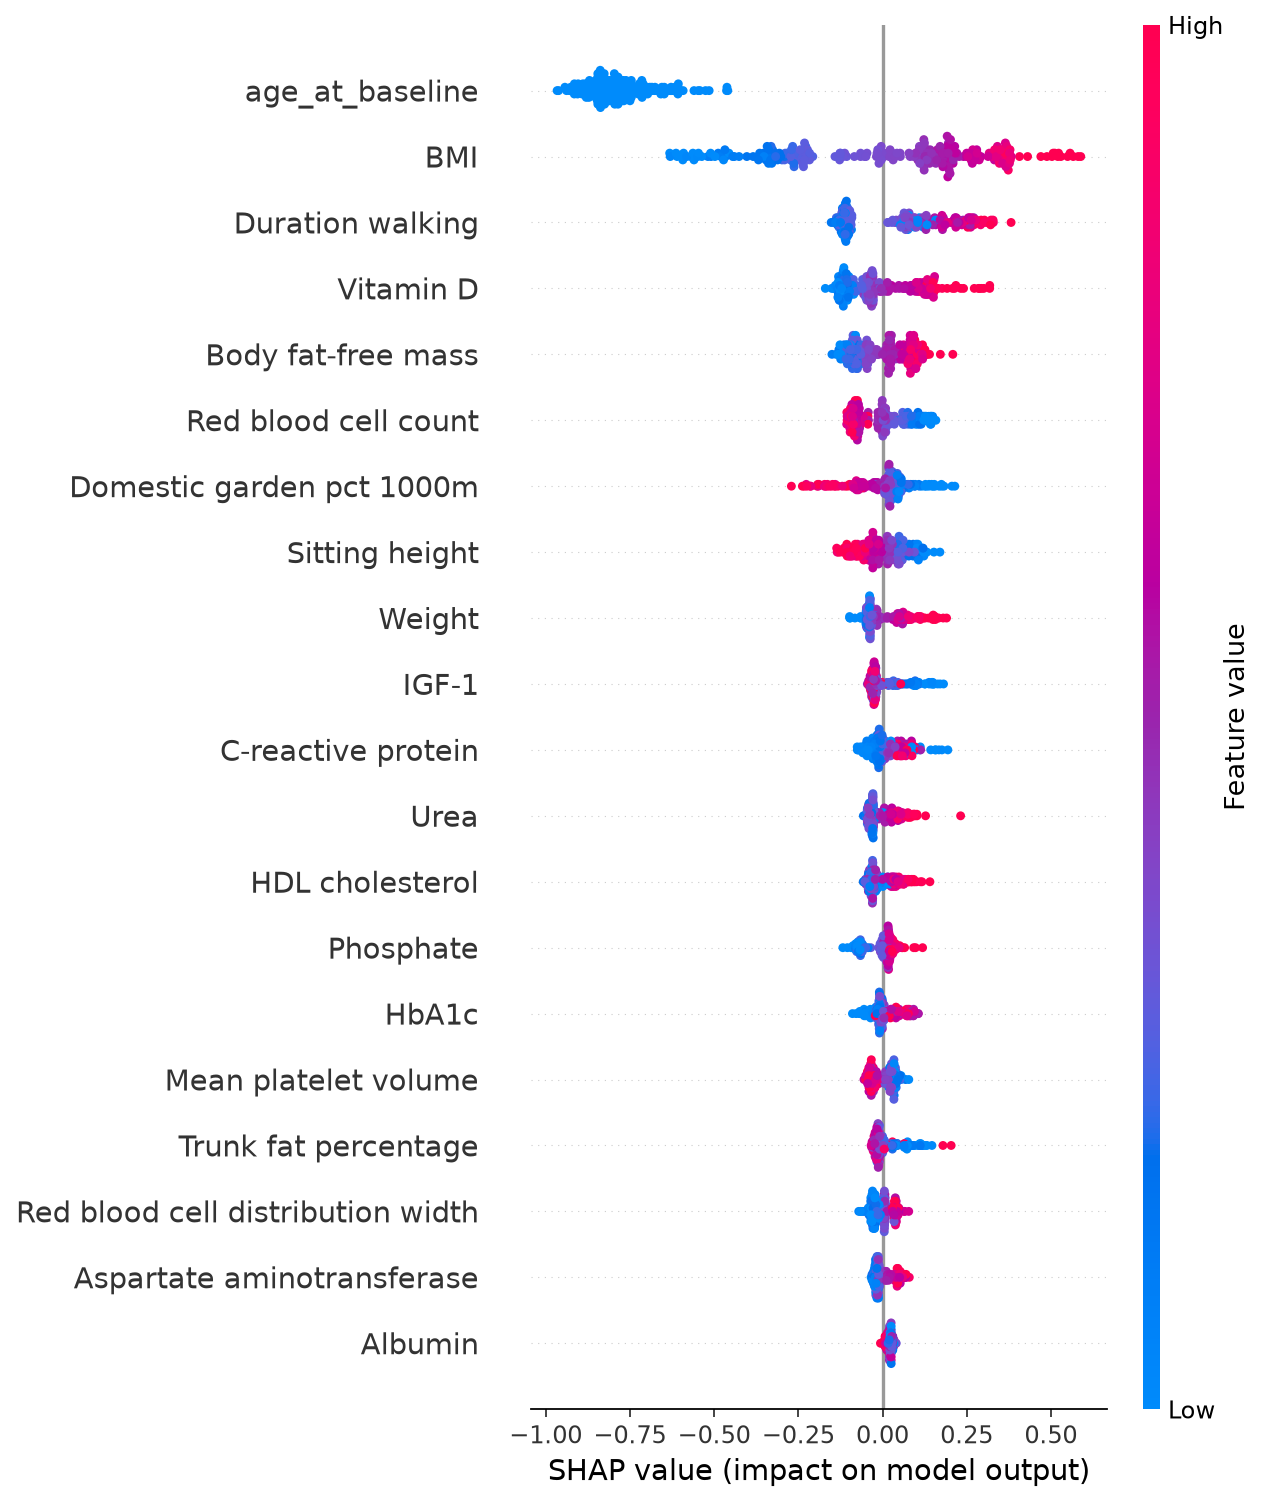 High
age_at_baseline
BMI
Duration walking
Vitamin D
Body fat-free mass
Red blood cell count
Domestic garden pct 1000m
Sitting height
Weight
IGF-1
C-reactive protein
Urea
HDL cholesterol
Phosphate
HbA1c
Mean platelet volume
Trunk fat percentage
Red blood cell distribution width
Aspartate aminotransferase
Albumin
Feature value
Low
−1.00 −0.75 −0.50 −0.25 0.00 0.25 0.50
SHAP value (impact on model output)